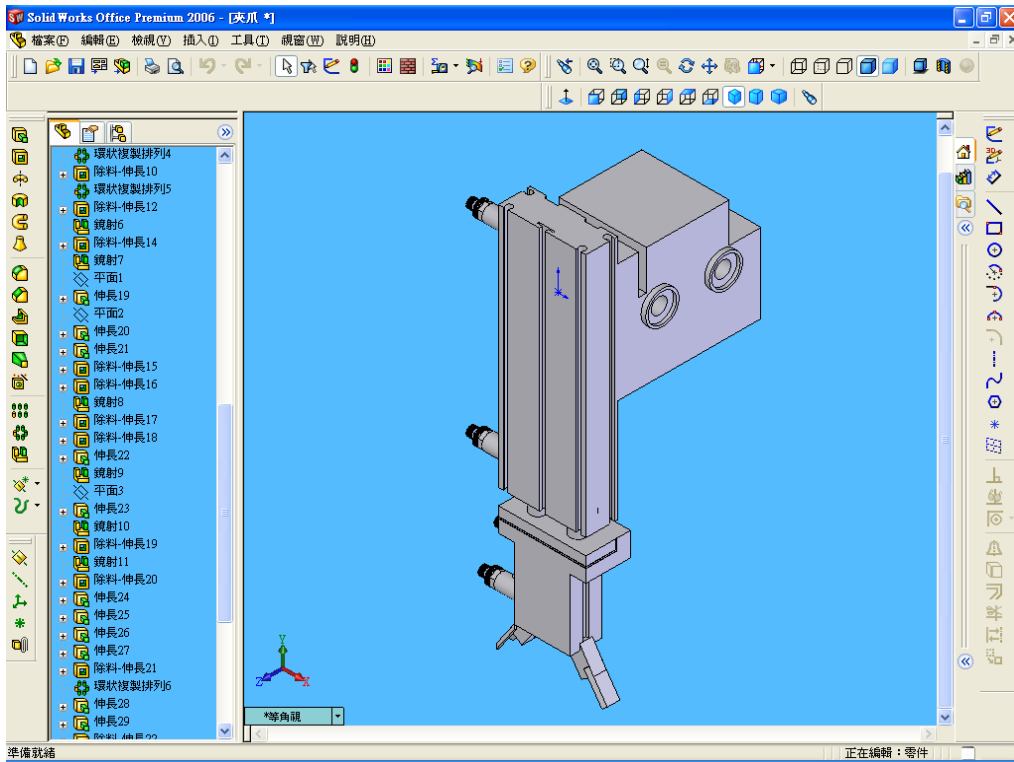 SolidWorks Office Premium 2006 - [夾爪 *]
檔案(F) 編輯(E) 檢視(V) 插入(I) 工具(T) 視窗(W) 說明(H)
環狀複製排列4
除料-伸長10
環狀複製排列5
除料-伸長12
鏡射6
除料-伸長14
鏡射7
平面1
伸長19
平面2
伸長20
伸長21
除料-伸長15
除料-伸長16
鏡射8
除料-伸長17
除料-伸長18
伸長22
鏡射9
平面3
伸長23
鏡射10
除料-伸長19
鏡射11
除料-伸長20
伸長24
伸長25
伸長26
伸長27
除料-伸長21
環狀複製排列6
伸長28
伸長29
除料-伸長22
3D
Y
Z
X
*等角視
準備就緒
正在編輯：零件